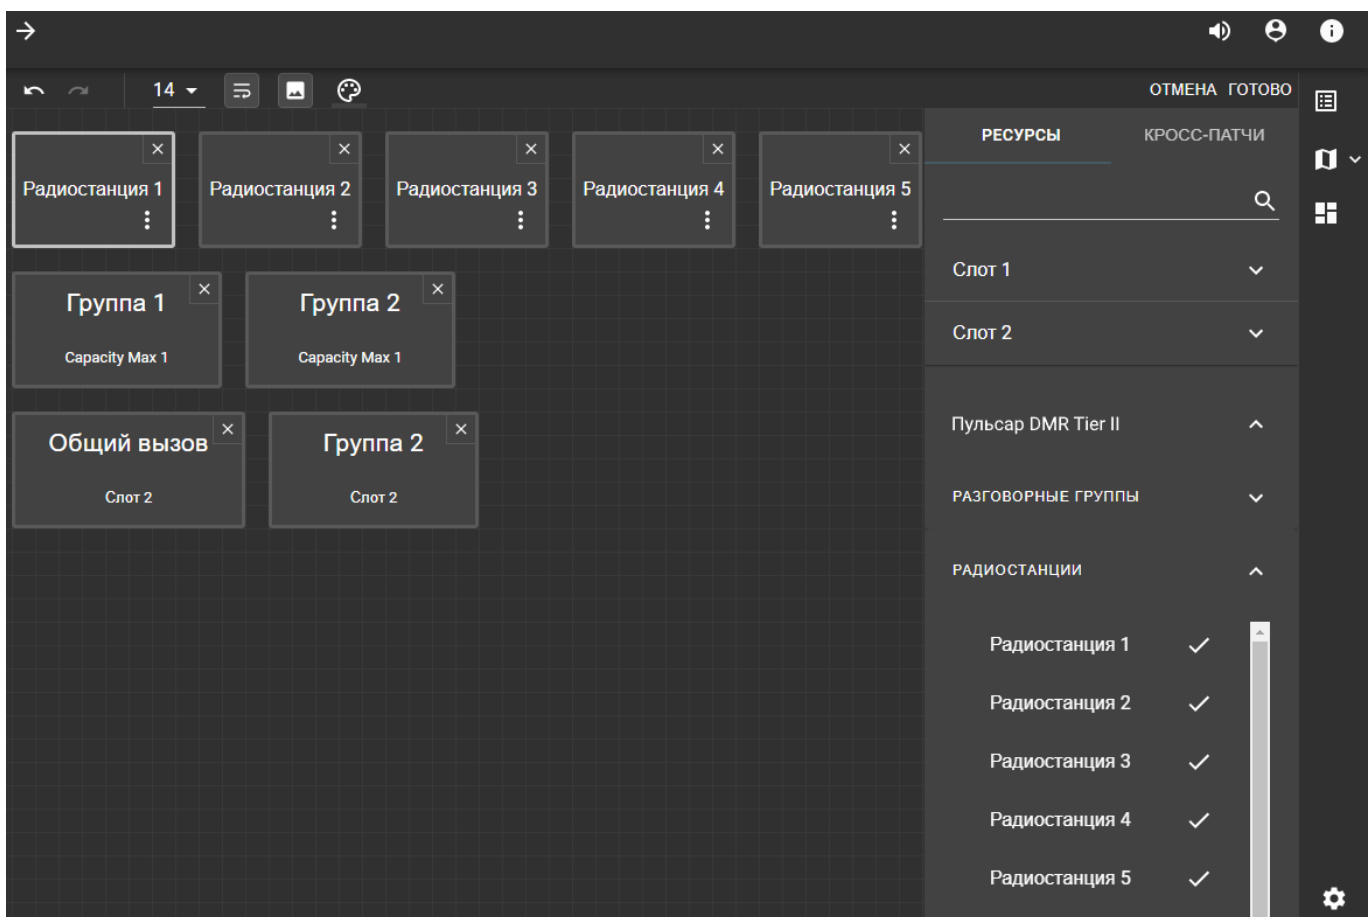 14
ОТМЕНА ГОТОВО
РЕСУРСЫ КРОСС-ПАТЧИ
Радиостанция 1 Радиостанция 2 Радиостанция 3 Радиостанция 4 Радиостанция 5
Слот 1
Группа 1 Группа 2
Capacity Max 1 Capacity Max 1
Слот 2
Общий вызов Группа 2
Слот 2 Слот 2
Пульсар DMR Tier II
РАЗГОВОРНЫЕ ГРУППЫ
РАДИОСТАНЦИИ
Радиостанция 1
Радиостанция 2
Радиостанция 3
Радиостанция 4
Радиостанция 5